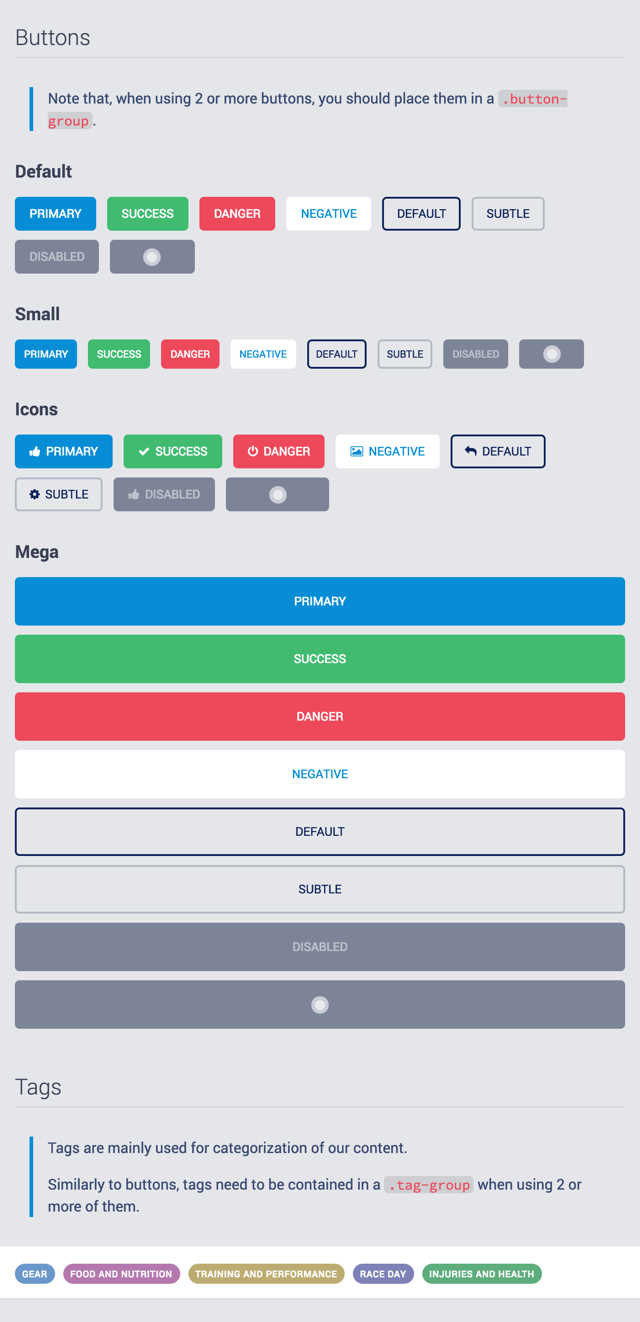 Buttons
Note that, when using 2 or more buttons, you should place them in a .button-
group.
Default
PRIMARY SUCCESS DANGER NEGATIVE DEFAULT SUBTLE
DISABLED
Small
PRIMARY SUCCESS DANGER NEGATIVE DEFAULT SUBTLE DISABLED
Icons
PRIMARY SUCCESS DANGER NEGATIVE DEFAULT
SUBTLE DISABLED
Mega
PRIMARY
SUCCESS
DANGER
NEGATIVE
DEFAULT
SUBTLE
DISABLED
Tags
Tags are mainly used for categorization of our content.
Similarly to buttons, tags need to be contained in a .tag-group when using 2 or
more of them.
GEAR FOOD AND NUTRITION TRAINING AND PERFORMANCE RACE DAY INJURIES AND HEALTH